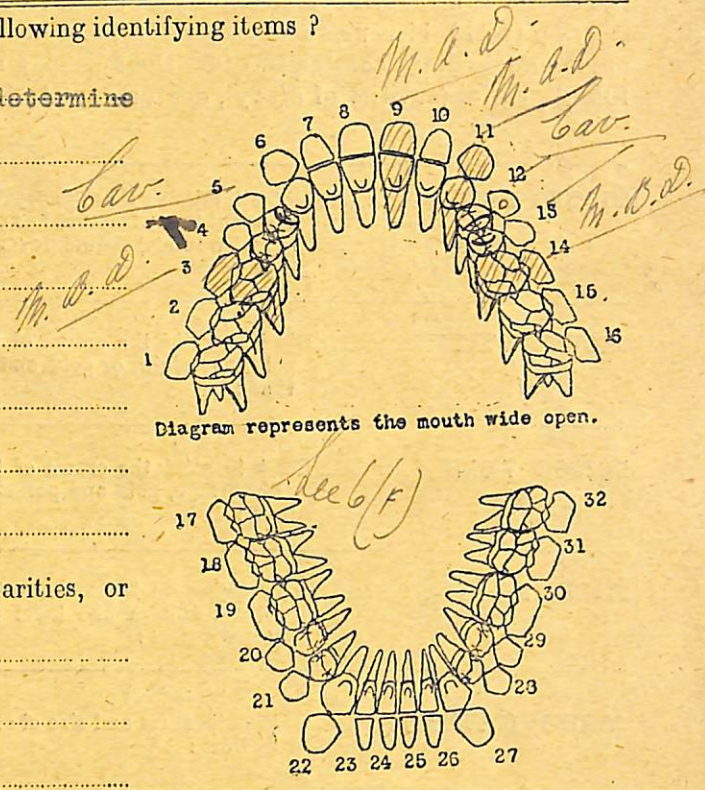 llowing identifying items ?
determine
M. A. D.
M. A. D.
Cav.
Cav.
7 8 9 10
6 11
5 12
4 13
3 14
2 15
1 16
Diagram represents the mouth wide open.
See 6(F)
17 32
18 31
19 30
20 29
21 28
22 23 24 25 26 27
arities, or